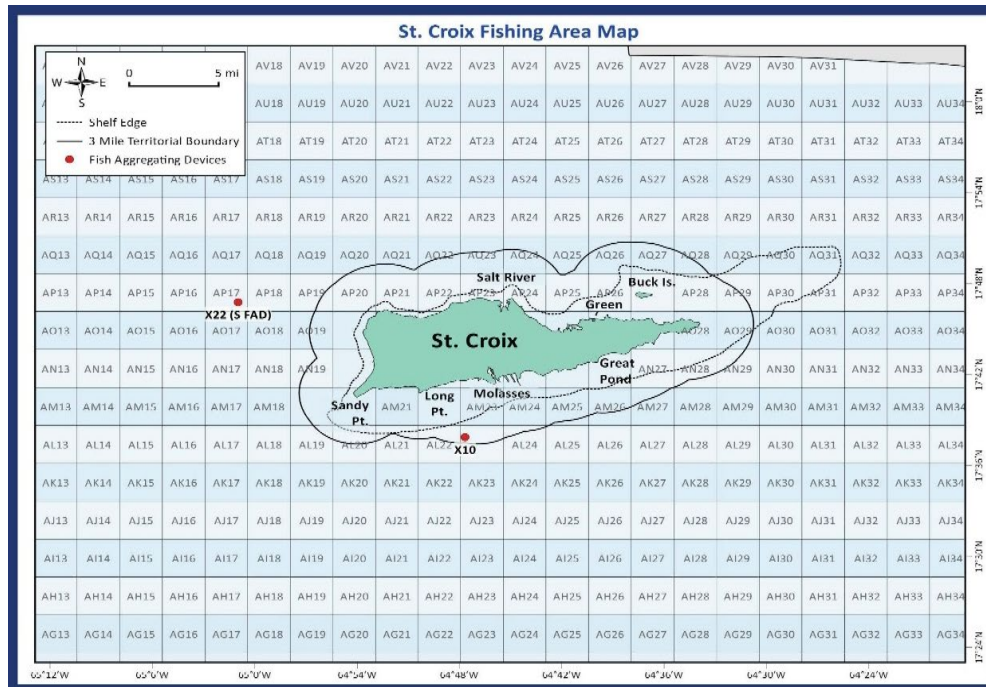 St. Croix Fishing Area Map
N
W E
S
0 5 mi
Shelf Edge
3 Mile Territorial Boundary
Fish Aggregating Devices
AV18 AV19 AV20 AV21 AV22 AV23 AV24 AV25 AV26 AV27 AV28 AV29 AV30 AV31
AU18 AU19 AU20 AU21 AU22 AU23 AU24 AU25 AU26 AU27 AU28 AU29 AU30 AU31 AU32 AU33 AU34
18°0'N
AT18 AT19 AT20 AT21 AT22 AT23 AT24 AT25 AT26 AT27 AT28 AT29 AT30 AT31 AT32 AT33 AT34
AS13 AS14 AS15 AS16 AS17 AS18 AS19 AS20 AS21 AS22 AS23 AS24 AS25 AS26 AS27 AS28 AS29 AS30 AS31 AS32 AS33 AS34
17°54'N
AR13 AR14 AR15 AR16 AR17 AR18 AR19 AR20 AR21 AR22 AR23 AR24 AR25 AR26 AR27 AR28 AR29 AR30 AR31 AR32 AR33 AR34
AQ13 AQ14 AQ15 AQ16 AQ17 AQ18 AQ19 AQ20 AQ21 AQ22 AQ23 AQ24 AQ25 AQ26 AQ27 AQ28 AQ29 AQ30 AQ31 AQ32 AQ33 AQ34
17°48'N
Salt River
Buck Is.
AP13 AP14 AP15 AP16 AP17 AP18 AP19 AP20 AP21 AP22 AP23 AP24 AP25 AP26 AP28 AP29 AP30 AP31 AP32 AP33 AP34
Green
X22 (S FAD)
AO13 AO14 AO15 AO16 AO17 AO18 AO19 AO28 AO29 AO30 AO31 AO32 AO33 AO34
St. Croix
AN13 AN14 AN15 AN16 AN17 AN18 AN19 AN27 AN28 AN29 AN30 AN31 AN32 AN33 AN34
17°42'N
Great
Pond
Molasses
Long
Pt.
Sandy
Pt.
AM13 AM14 AM15 AM16 AM17 AM18 AM21 AM23 AM24 AM25 AM26 AM28 AM29 AM30 AM31 AM32 AM33 AM34
AL13 AL14 AL15 AL16 AL17 AL18 AL19 AL20 AL21 AL22 AL24 AL25 AL26 AL27 AL28 AL29 AL30 AL31 AL32 AL33 AL34
X10
17°36'N
AK13 AK14 AK15 AK16 AK17 AK18 AK19 AK20 AK21 AK22 AK23 AK24 AK25 AK26 AK27 AK28 AK29 AK30 AK31 AK32 AK33 AK34
AJ13 AJ14 AJ15 AJ16 AJ17 AJ18 AJ19 AJ20 AJ21 AJ22 AJ23 AJ24 AJ25 AJ26 AJ27 AJ28 AJ29 AJ30 AJ31 AJ32 AJ33 AJ34
AI13 AI14 AI15 AI16 AI17 AI18 AI19 AI20 AI21 AI22 AI23 AI24 AI25 AI26 AI27 AI28 AI29 AI30 AI31 AI32 AI33 AI34
17°30'N
AH13 AH14 AH15 AH16 AH17 AH18 AH19 AH20 AH21 AH22 AH23 AH24 AH25 AH26 AH27 AH28 AH29 AH30 AH31 AH32 AH33 AH34
AG13 AG14 AG15 AG16 AG17 AG18 AG19 AG20 AG21 AG22 AG23 AG24 AG25 AG26 AG27 AG28 AG29 AG30 AG31 AG32 AG33 AG34
17°24'N
65°12'W 65°6'W 65°0'W 64°54'W 64°48'W 64°42'W 64°36'W 64°30'W 64°24'W